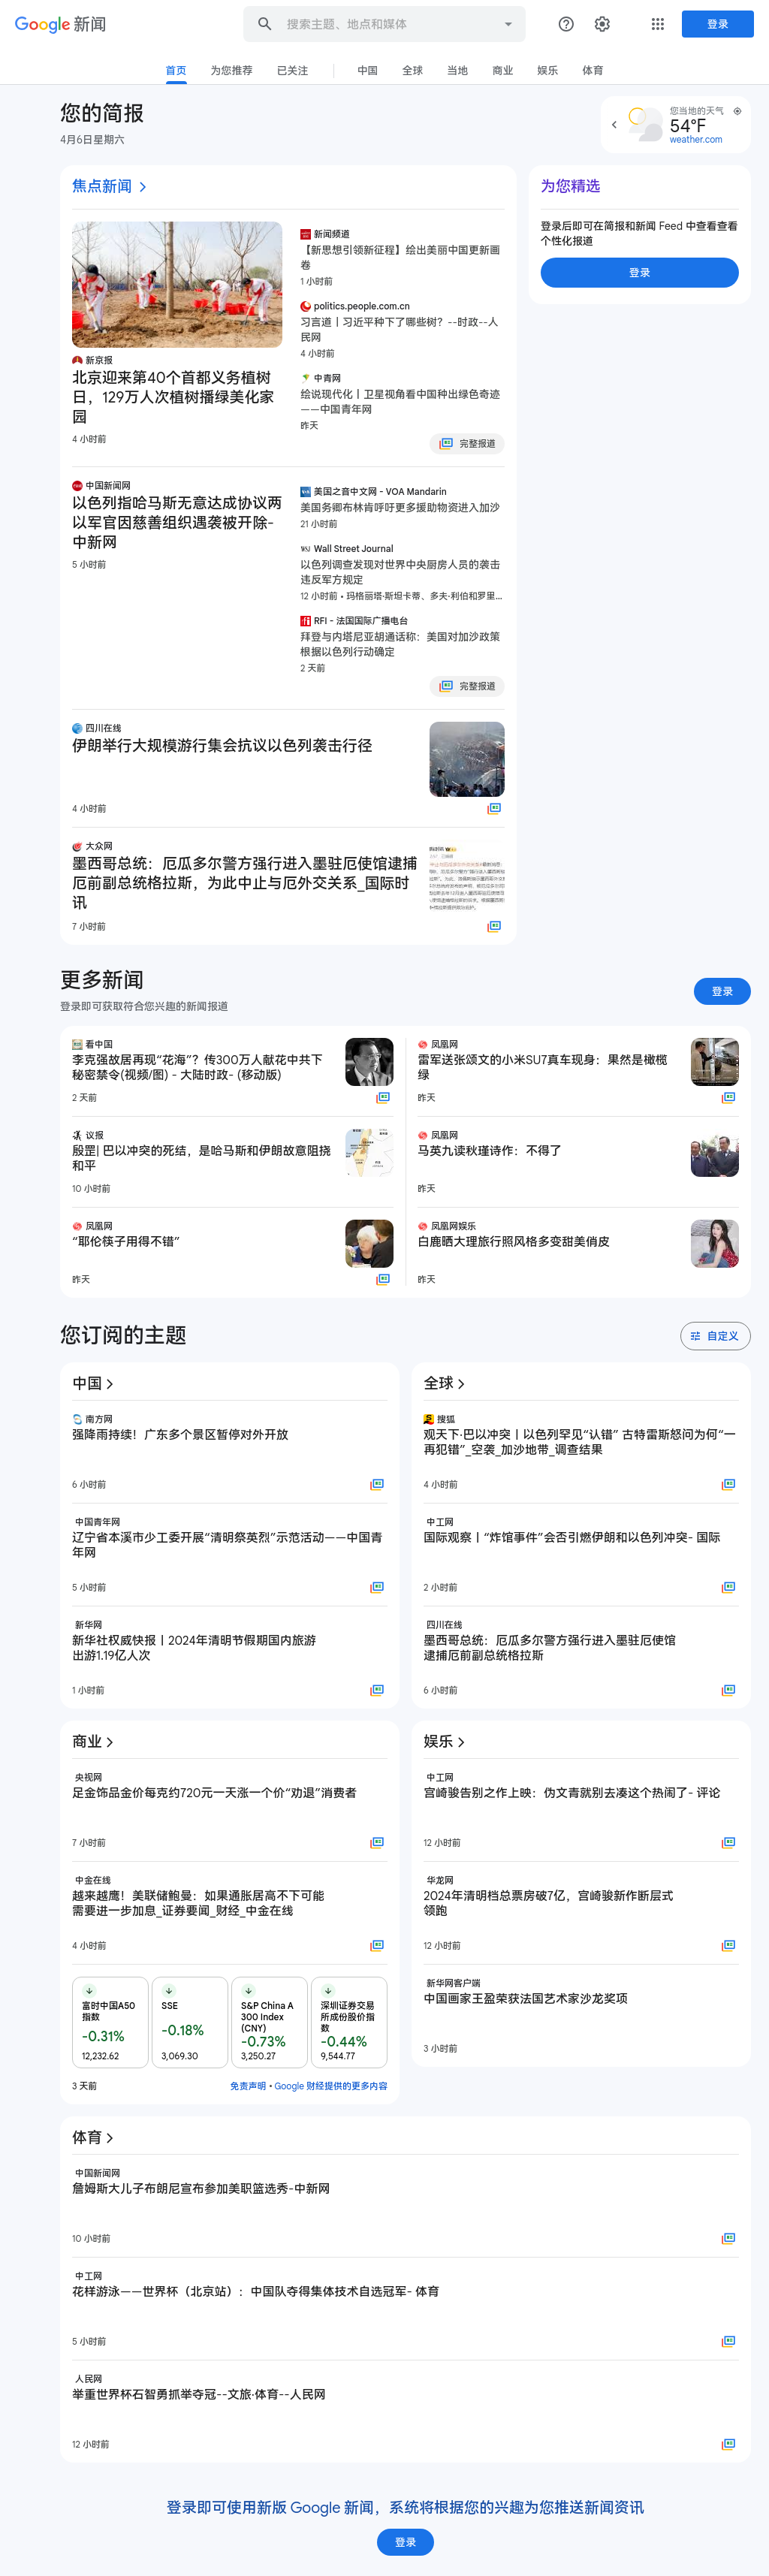 Google 新闻
搜索主题、地点和媒体
登录
首页
为您推荐
已关注
中国
全球
当地
商业
娱乐
体育
您的简报
4月6日星期六
您当地的天气
54°F
weather.com
焦点新闻
新京报
北京迎来第40个首都义务植树
日，129万人次植树播绿美化家
园
4 小时前
新闻频道
【新思想引领新征程】绘出美丽中国更新画
卷
1 小时前
politics.people.com.cn
习言道丨习近平种下了哪些树？--时政--人
民网
4 小时前
中青网
绘说现代化丨卫星视角看中国种出绿色奇迹
——中国青年网
昨天
完整报道
中国新闻网
以色列指哈马斯无意达成协议两
以军官因慈善组织遇袭被开除-
中新网
5 小时前
美国之音中文网 - VOA Mandarin
美国务卿布林肯呼吁更多援助物资进入加沙
21 小时前
Wall Street Journal
以色列调查发现对世界中央厨房人员的袭击
违反军方规定
12 小时前 • 玛格丽塔·斯坦卡蒂、多夫·利伯和罗里...
RFI - 法国国际广播电台
拜登与内塔尼亚胡通话称：美国对加沙政策
根据以色列行动确定
2 天前
完整报道
四川在线
伊朗举行大规模游行集会抗议以色列袭击行径
4 小时前
大众网
墨西哥总统：厄瓜多尔警方强行进入墨驻厄使馆逮捕
厄前副总统格拉斯，为此中止与厄外交关系_国际时
讯
7 小时前
为您精选
登录后即可在简报和新闻 Feed 中查看查看
个性化报道
登录
更多新闻
登录即可获取符合您兴趣的新闻报道
登录
看中国
李克强故居再现“花海”？传300万人献花中共下
秘密禁令(视频/图) - 大陆时政- (移动版)
2 天前
议报
殷罡| 巴以冲突的死结，是哈马斯和伊朗故意阻挠
和平
10 小时前
凤凰网
“耶伦筷子用得不错”
昨天
凤凰网
雷军送张颂文的小米SU7真车现身：果然是橄榄
绿
昨天
凤凰网
马英九读秋瑾诗作：不得了
昨天
凤凰网娱乐
白鹿晒大理旅行照风格多变甜美俏皮
昨天
您订阅的主题
自定义
中国
南方网
强降雨持续！广东多个景区暂停对外开放
6 小时前
中国青年网
辽宁省本溪市少工委开展“清明祭英烈”示范活动——中国青
年网
5 小时前
新华网
新华社权威快报丨2024年清明节假期国内旅游
出游1.19亿人次
1 小时前
全球
搜狐
观天下·巴以冲突丨以色列罕见“认错” 古特雷斯怒问为何“一
再犯错”_空袭_加沙地带_调查结果
4 小时前
中工网
国际观察丨“炸馆事件”会否引燃伊朗和以色列冲突- 国际
2 小时前
四川在线
墨西哥总统：厄瓜多尔警方强行进入墨驻厄使馆
逮捕厄前副总统格拉斯
6 小时前
商业
央视网
足金饰品金价每克约720元一天涨一个价“劝退”消费者
7 小时前
中金在线
越来越鹰！美联储鲍曼：如果通胀居高不下可能
需要进一步加息_证券要闻_财经_中金在线
4 小时前
富时中国A50
指数
-0.31%
12,232.62
SSE
-0.18%
3,069.30
S&P China A
300 Index
(CNY)
-0.73%
3,250.27
深圳证券交易
所成份股价指
数
-0.44%
9,544.77
3 天前
免责声明 • Google 财经提供的更多内容
娱乐
中工网
宫崎骏告别之作上映：伪文青就别去凑这个热闹了- 评论
12 小时前
华龙网
2024年清明档总票房破7亿，宫崎骏新作断层式
领跑
12 小时前
新华网客户端
中国画家王盈荣获法国艺术家沙龙奖项
3 小时前
体育
中国新闻网
詹姆斯大儿子布朗尼宣布参加美职篮选秀-中新网
10 小时前
中工网
花样游泳——世界杯（北京站）：中国队夺得集体技术自选冠军- 体育
5 小时前
人民网
举重世界杯石智勇抓举夺冠--文旅·体育--人民网
12 小时前
登录即可使用新版 Google 新闻，系统将根据您的兴趣为您推送新闻资讯
登录